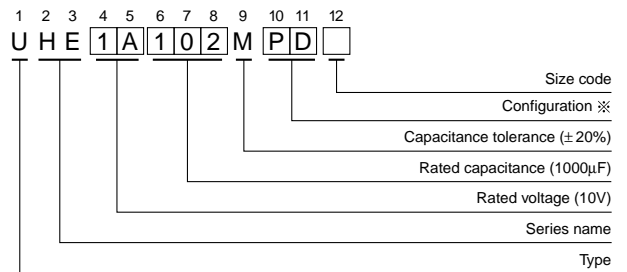 1 2 3 4 5 6 7 8 9 10 11 12
U H E 1 A 1 0 2 M P D
Size code
Configuration ※
Capacitance tolerance (±20%)
Rated capacitance (1000µF)
Rated voltage (10V)
Series name
Type